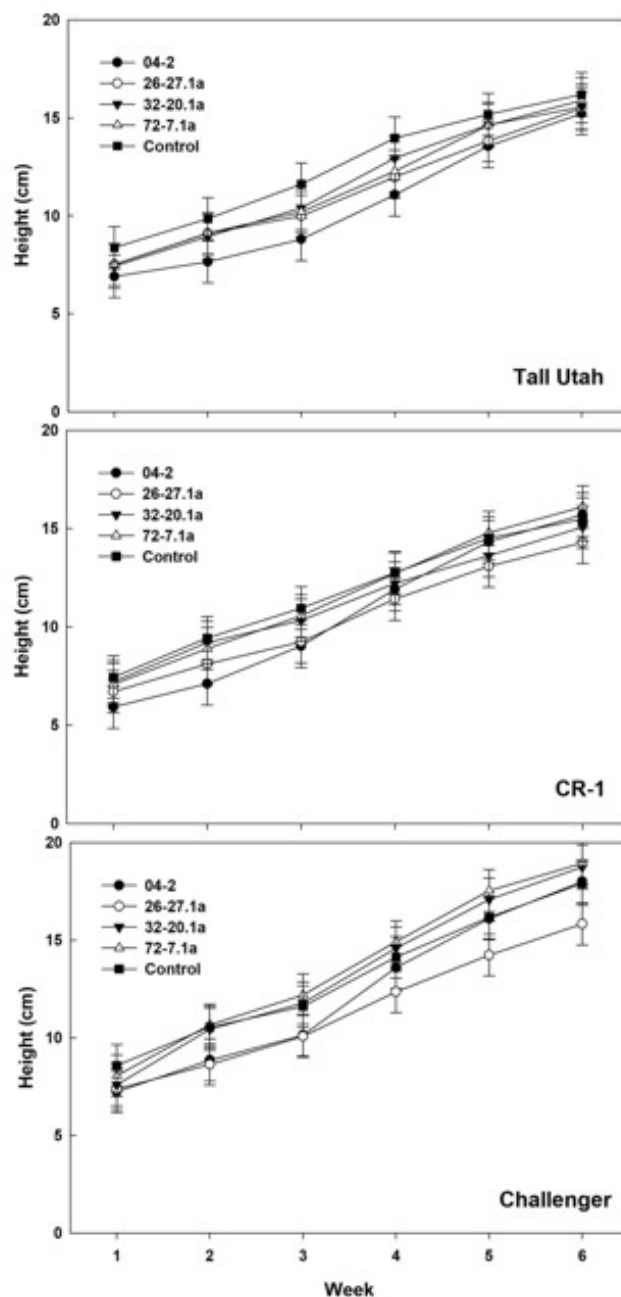 20
04-2
26-27.1a
32-20.1a
72-7.1a
Control
15
Height (cm)
10
5
Tall Utah
0
20
04-2
26-27.1a
32-20.1a
72-7.1a
Control
15
Height (cm)
10
5
CR-1
0
20
04-2
26-27.1a
32-20.1a
72-7.1a
Control
15
Height (cm)
10
5
Challenger
0
1 2 3 4 5 6
Week